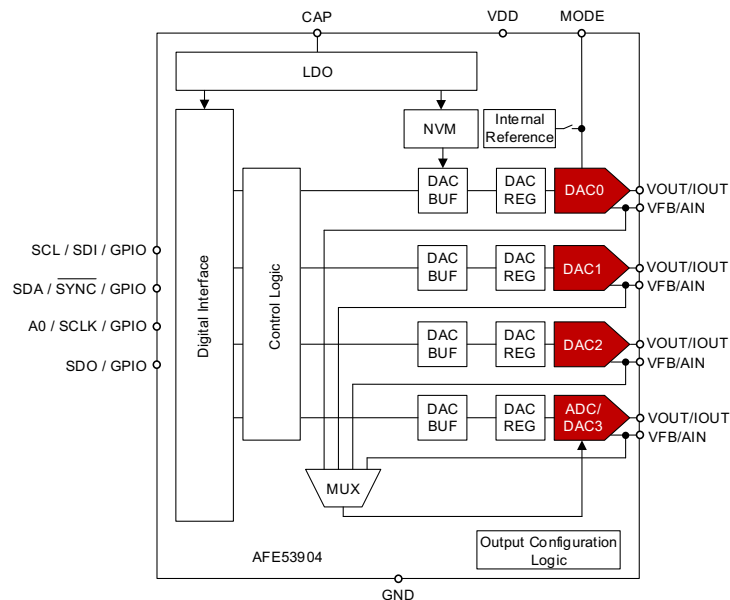 CAP
VDD
MODE
LDO
NVM
Internal
Reference
DAC
BUF
DAC
REG
DAC0
VOUT/IOUT
VFB/AIN
SCL / SDI / GPIO
SDA / SYNC / GPIO
A0 / SCLK / GPIO
SDO / GPIO
Digital Interface
Control Logic
DAC
BUF
DAC
REG
DAC1
VOUT/IOUT
VFB/AIN
DAC
BUF
DAC
REG
DAC2
VOUT/IOUT
VFB/AIN
DAC
BUF
DAC
REG
ADC/
DAC3
VOUT/IOUT
VFB/AIN
MUX
Output Configuration
Logic
AFE53904
GND